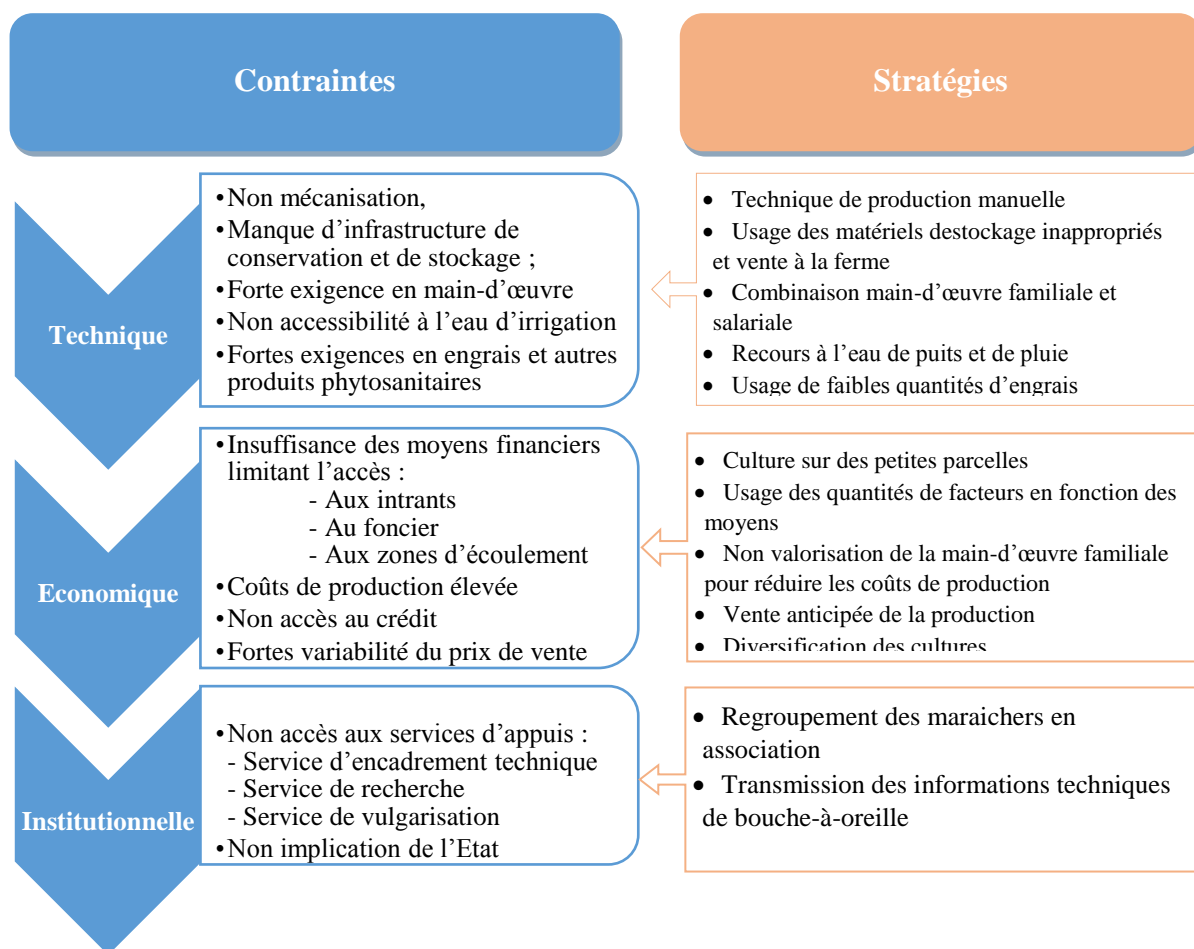 Contraintes
Stratégies
Technique
•Non mécanisation,
•Manque d’infrastructure de
conservation et de stockage ;
•Forte exigence en main-d’œuvre
•Non accessibilité à l’eau d’irrigation
•Fortes exigences en engrais et autres
produits phytosanitaires
• Technique de production manuelle
• Usage des matériels destockage inappropriés
et vente à la ferme
• Combinaison main-d’œuvre familiale et
salariale
• Recours à l’eau de puits et de pluie
• Usage de faibles quantités d’engrais
Economique
•Insuffisance des moyens financiers
limitant l’accès :
- Aux intrants
- Au foncier
- Aux zones d’écoulement
•Coûts de production élevée
•Non accès au crédit
•Fortes variabilité du prix de vente
• Culture sur des petites parcelles
• Usage des quantités de facteurs en fonction des
moyens
• Non valorisation de la main-d’œuvre familiale
pour réduire les coûts de production
• Vente anticipée de la production
• Diversification des cultures
Institutionnelle
•Non accès aux services d’appuis :
- Service d’encadrement technique
- Service de recherche
- Service de vulgarisation
•Non implication de l’Etat
• Regroupement des maraichers en
association
• Transmission des informations techniques
de bouche-à-oreille